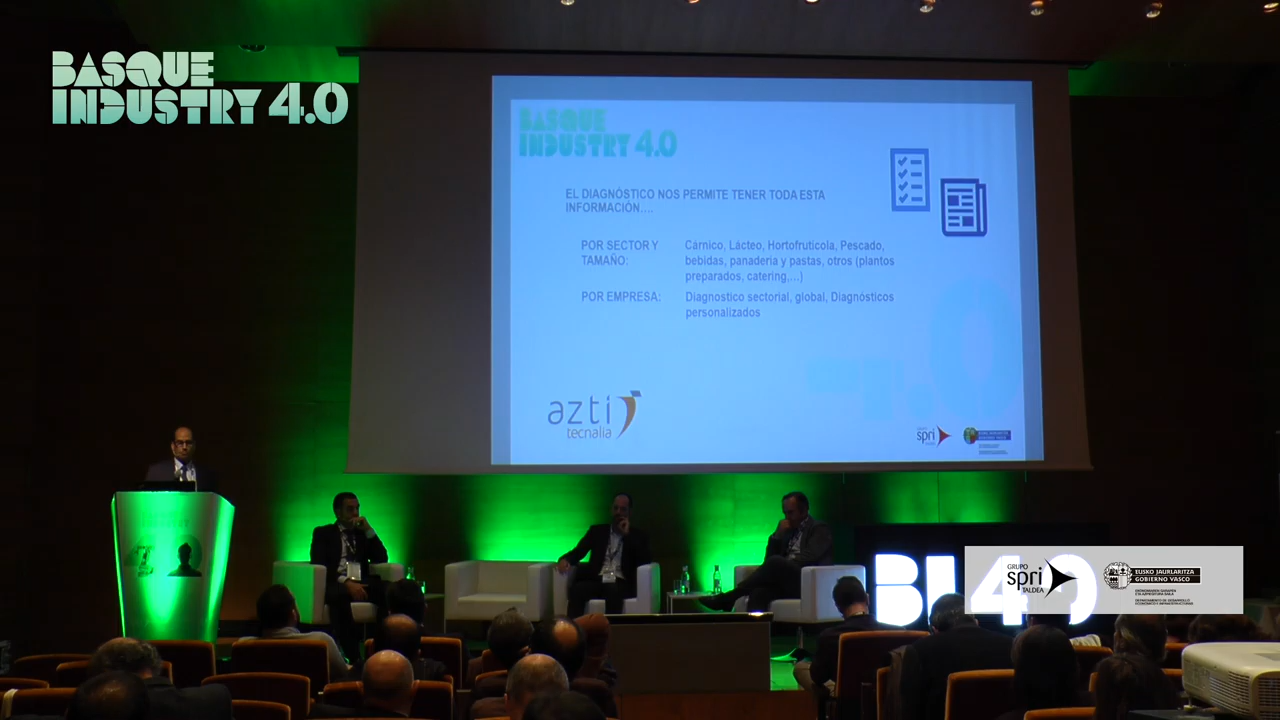 BASQUE
INDUSTRY 4.0
BASQUE
INDUSTRY 4.0
EL DIAGNÓSTICO NOS PERMITE TENER TODA ESTA
INFORMACIÓN....
POR SECTOR Y
TAMAÑO:
Cárnico, Lácteo, Hortofrutícola, Pescado,
bebidas, panadería y pastas, otros (plantos
preparados, catering,...)
POR EMPRESA:
Diagnostico sectorial, global, Diagnósticos
personalizados
azti
tecnalia
spri
INDUSTRY
BI 4.0
GRUPO
spri
TALDEA
EUSKO JAURLARITZA
GOBIERNO VASCO